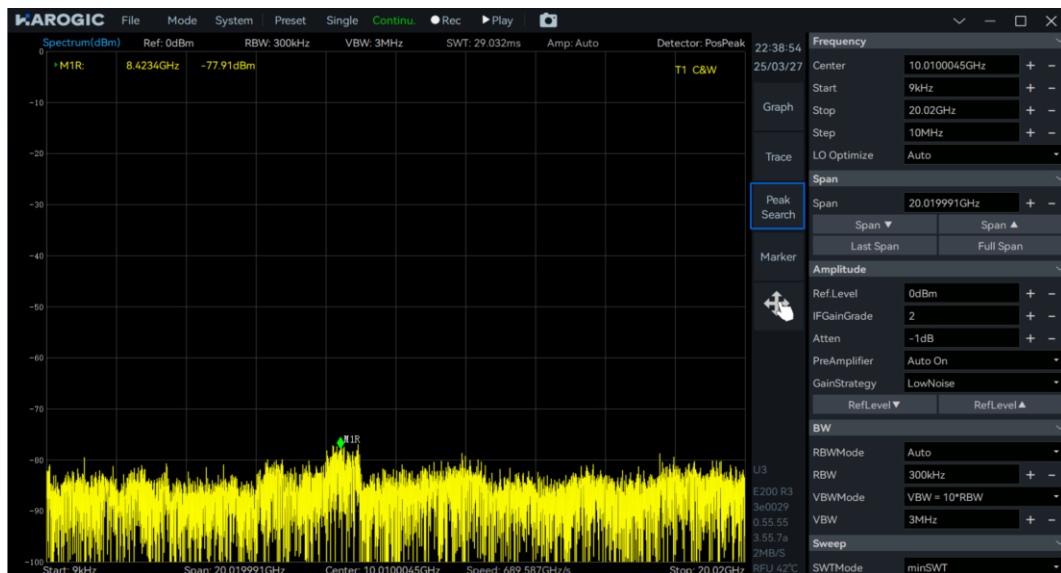 HAROGIC File Mode System Preset Single Continu. Rec Play
Spectrum(dBm) Ref: 0dBm RBW: 300kHz VBW: 3MHz SWT: 29.032ms Amp: Auto Detector: PosPeak
M1R: 8.4234GHz -77.91dBm
T1 C&W
0
-10
-20
-30
-40
-50
-60
-70
-80
-90
-100
M1R
Start: 9kHz Span: 20.019991GHz Center: 10.0100045GHz Speed: 689.587GHz/s Stop: 20.02GHz
22:38:54
25/03/27
Graph
Trace
Peak
Search
Marker
U3
E200 R3
3e0029
0.55.55
3.55.7a
2MB/S
RFU 42°C
Frequency
Center 10.0100045GHz + -
Start 9kHz + -
Stop 20.02GHz + -
Step 10MHz + -
LO Optimize Auto
Span
Span 20.019991GHz + -
Span ▼ Span ▲
Last Span Full Span
Amplitude
Ref.Level 0dBm + -
IFGainGrade 2 + -
Atten -1dB + -
PreAmplifier Auto On
GainStrategy LowNoise
RefLevel▼ RefLevel▲
BW
RBWMode Auto
RBW 300kHz + -
VBWMode VBW = 10*RBW
VBW 3MHz + -
Sweep
SWTMode minSWT